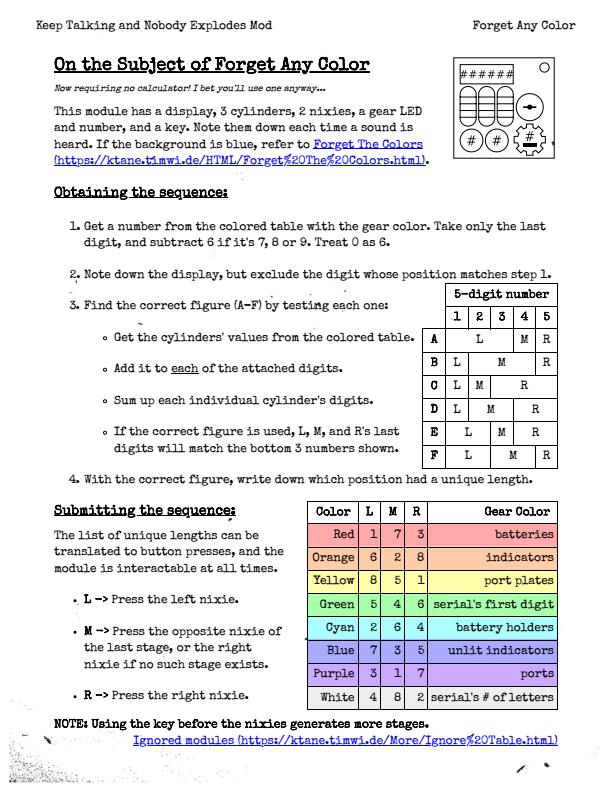 Keep Talking and Nobody Explodes Mod Forget Any Color
On the Subject of Forget Any Color
Now requiring no calculator! I bet you'll use one anyway...
######
# # #
This module has a display, 3 cylinders, 2 nixies, a gear LED
and number, and a key. Note them down each time a sound is
heard. If the background is blue, refer to Forget The Colors
(https://ktane.timwi.de/HTML/Forget%20The%20Colors.html).
Obtaining the sequence:
1. Get a number from the colored table with the gear color. Take only the last
digit, and subtract 6 if it's 7, 8 or 9. Treat 0 as 6.
2. Note down the display, but exclude the digit whose position matches step 1.
3. Find the correct figure (A-F) by testing each one:
Get the cylinders' values from the colored table.
Add it to each of the attached digits.
Sum up each individual cylinder's digits.
If the correct figure is used, L, M, and R's last
digits will match the bottom 3 numbers shown.
5-digit number
1 2 3 4 5
A L M R
B L M R
C L M R
D L M R
E L M R
F L M R
4. With the correct figure, write down which position had a unique length.
Submitting the sequence:
The list of unique lengths can be
translated to button presses, and the
module is interactable at all times.
L -> Press the left nixie.
M -> Press the opposite nixie of
the last stage, or the right
nixie if no such stage exists.
R -> Press the right nixie.
Color L M R Gear Color
Red 1 7 3 batteries
Orange 6 2 8 indicators
Yellow 8 5 1 port plates
Green 5 4 6 serial's first digit
Cyan 2 6 4 battery holders
Blue 7 3 5 unlit indicators
Purple 3 1 7 ports
White 4 8 2 serial's # of letters
NOTE: Using the key before the nixies generates more stages.
Ignored modules (https://ktane.timwi.de/More/Ignore%20Table.html)